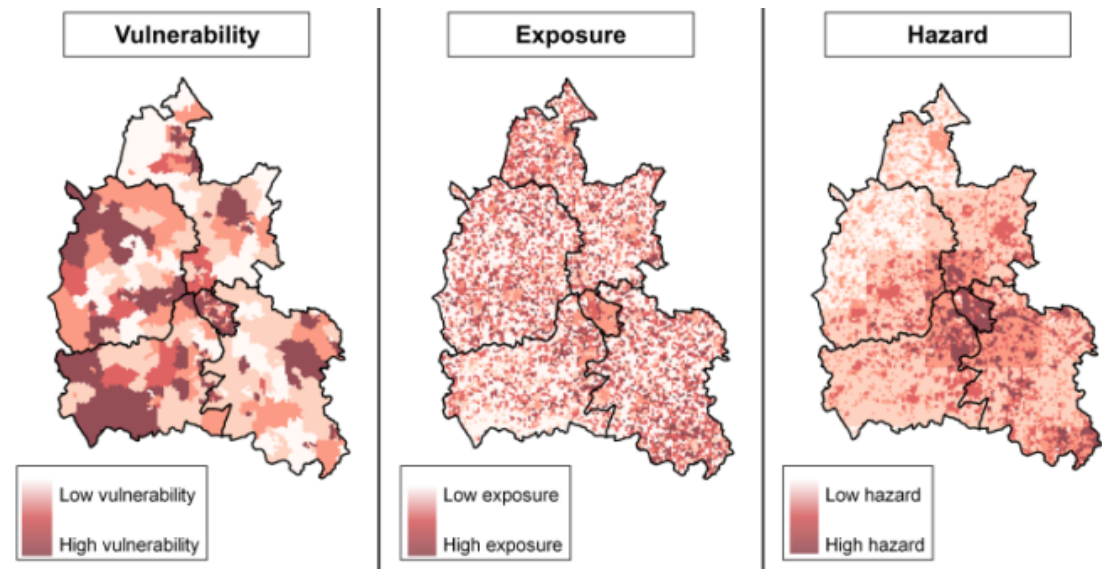 Vulnerability
Exposure
Hazard
Low vulnerability
High vulnerability
Low exposure
High exposure
Low hazard
High hazard